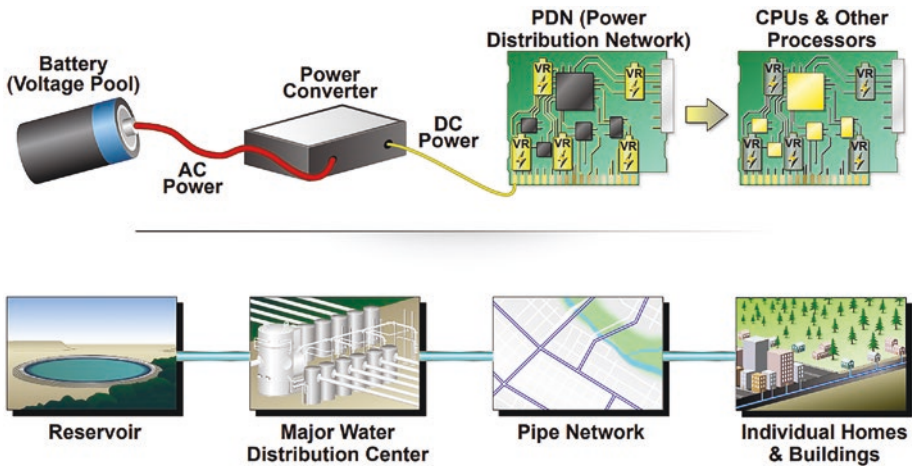 Battery
(Voltage Pool)
Power
Converter
PDN (Power
Distribution Network)
CPUs & Other
Processors
AC
Power
DC
Power
VR
VR
VR
VR
VR
VR
VR
VR
VR
VR
Reservoir
Major Water
Distribution Center
Pipe Network
Individual Homes
& Buildings